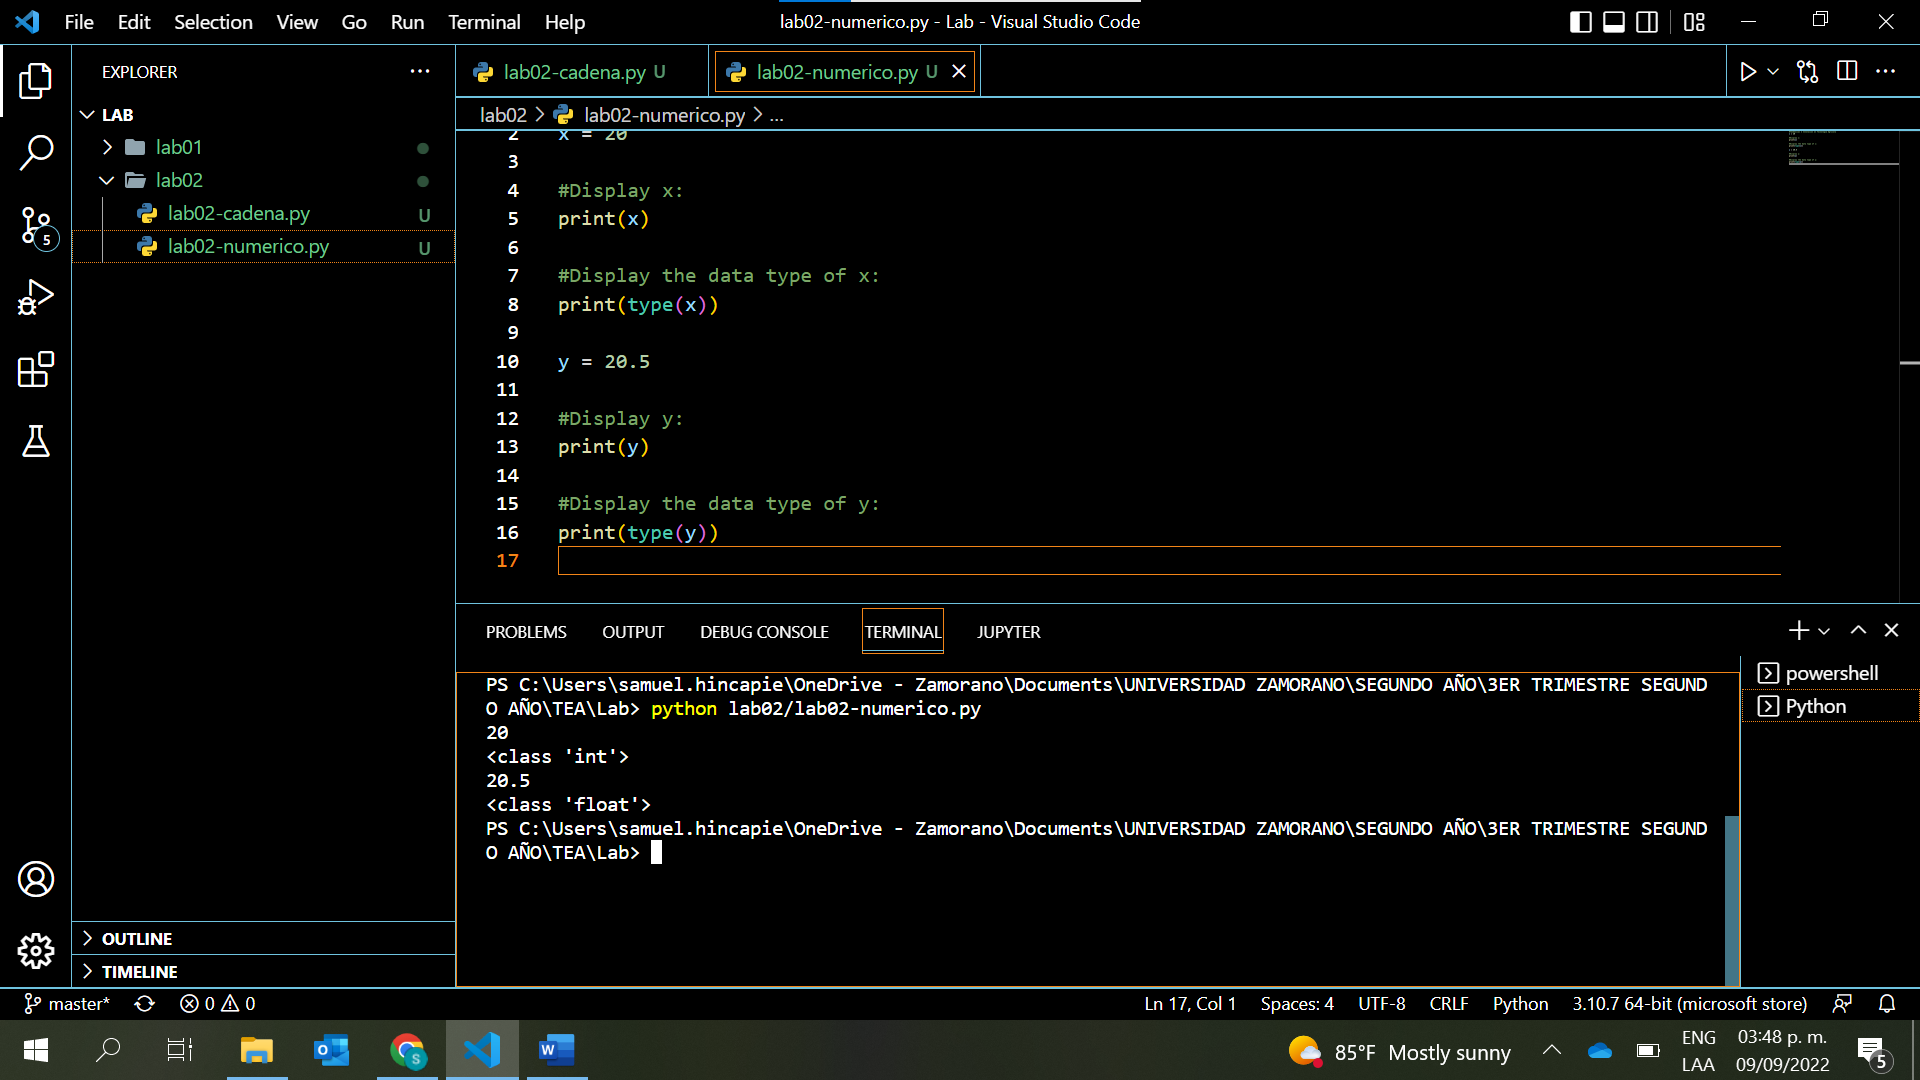 File Edit Selection View Go Run Terminal Help lab02-numerico.py - Lab - Visual Studio Code
EXPLORER
LAB
lab01
lab02
lab02-cadena.py U
lab02-numerico.py U
5
OUTLINE
TIMELINE
lab02-cadena.py U lab02-numerico.py U
lab02 > lab02-numerico.py > ...
2 x = 20
3
4 #Display x:
5 print(x)
6
7 #Display the data type of x:
8 print(type(x))
9
10 y = 20.5
11
12 #Display y:
13 print(y)
14
15 #Display the data type of y:
16 print(type(y))
17
PROBLEMS OUTPUT DEBUG CONSOLE TERMINAL JUPYTER
PS C:\Users\samuel.hincapie\OneDrive - Zamorano\Documents\UNIVERSIDAD ZAMORANO\SEGUNDO AÑO\3ER TRIMESTRE SEGUND
O AÑO\TEA\Lab> python lab02/lab02-numerico.py
20
<class 'int'>
20.5
<class 'float'>
PS C:\Users\samuel.hincapie\OneDrive - Zamorano\Documents\UNIVERSIDAD ZAMORANO\SEGUNDO AÑO\3ER TRIMESTRE SEGUND
O AÑO\TEA\Lab>
powershell
Python
master* 0 0 Ln 17, Col 1 Spaces: 4 UTF-8 CRLF Python 3.10.7 64-bit (microsoft store)
85°F Mostly sunny
ENG
LAA
03:48 p. m.
09/09/2022
5